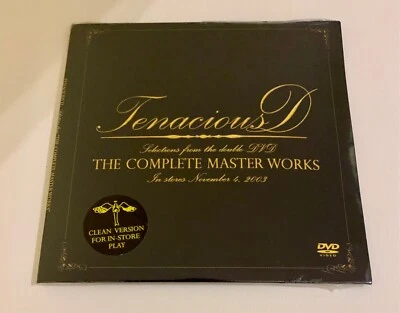 Tenacious D
Selections from the double DVD
THE COMPLETE MASTER WORKS
In stores November 4, 2003
CLEAN VERSION
FOR IN-STORE
PLAY
DVD
VIDEO